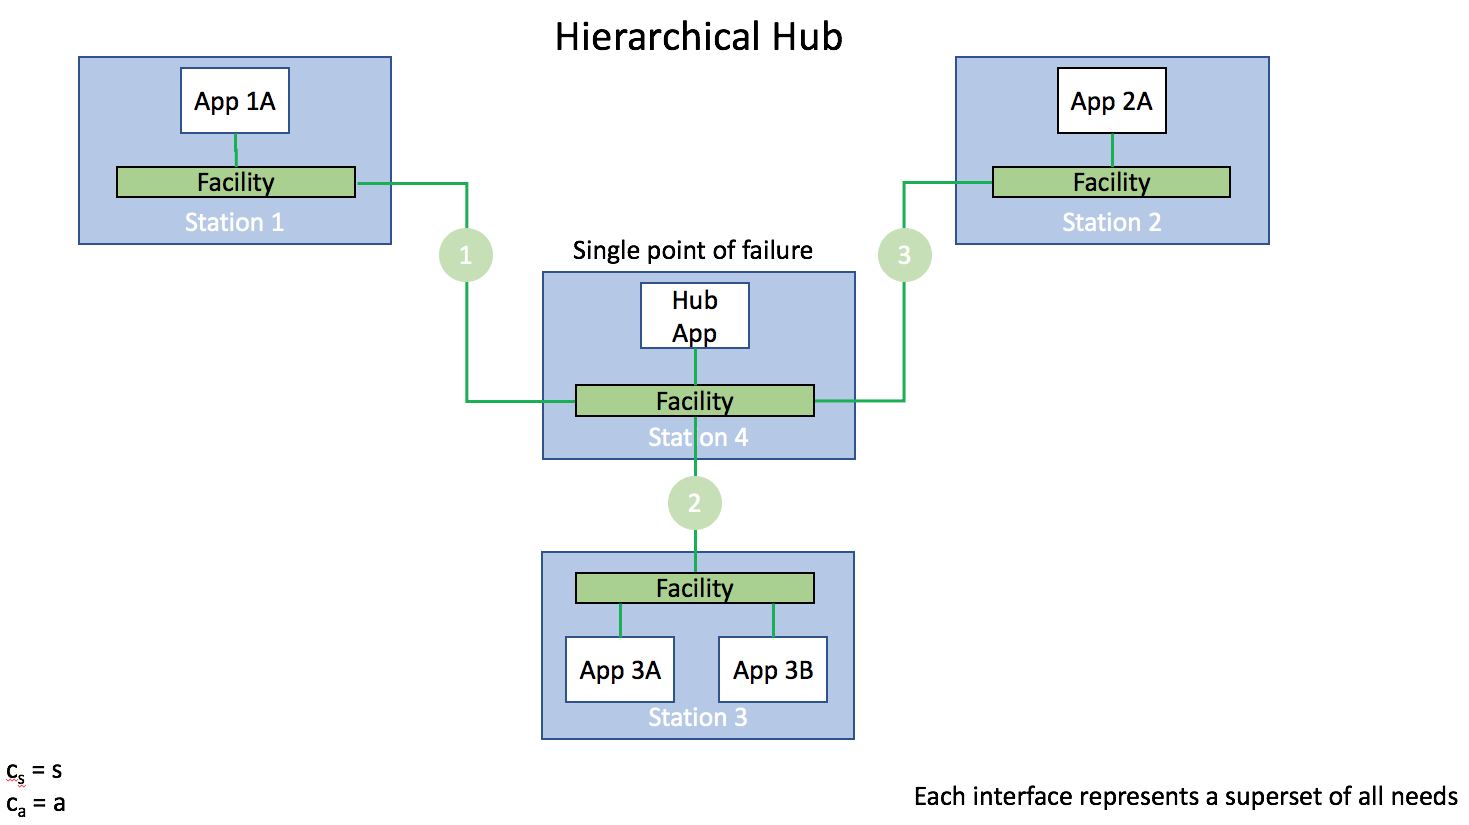 Hierarchical Hub
App 1A
Facility
Station 1
App 2A
Facility
Station 2
1
3
Single point of failure
Hub
App
Facility
Station 4
2
Facility
App 3A
App 3B
Station 3
cs = s
ca = a
Each interface represents a superset of all needs